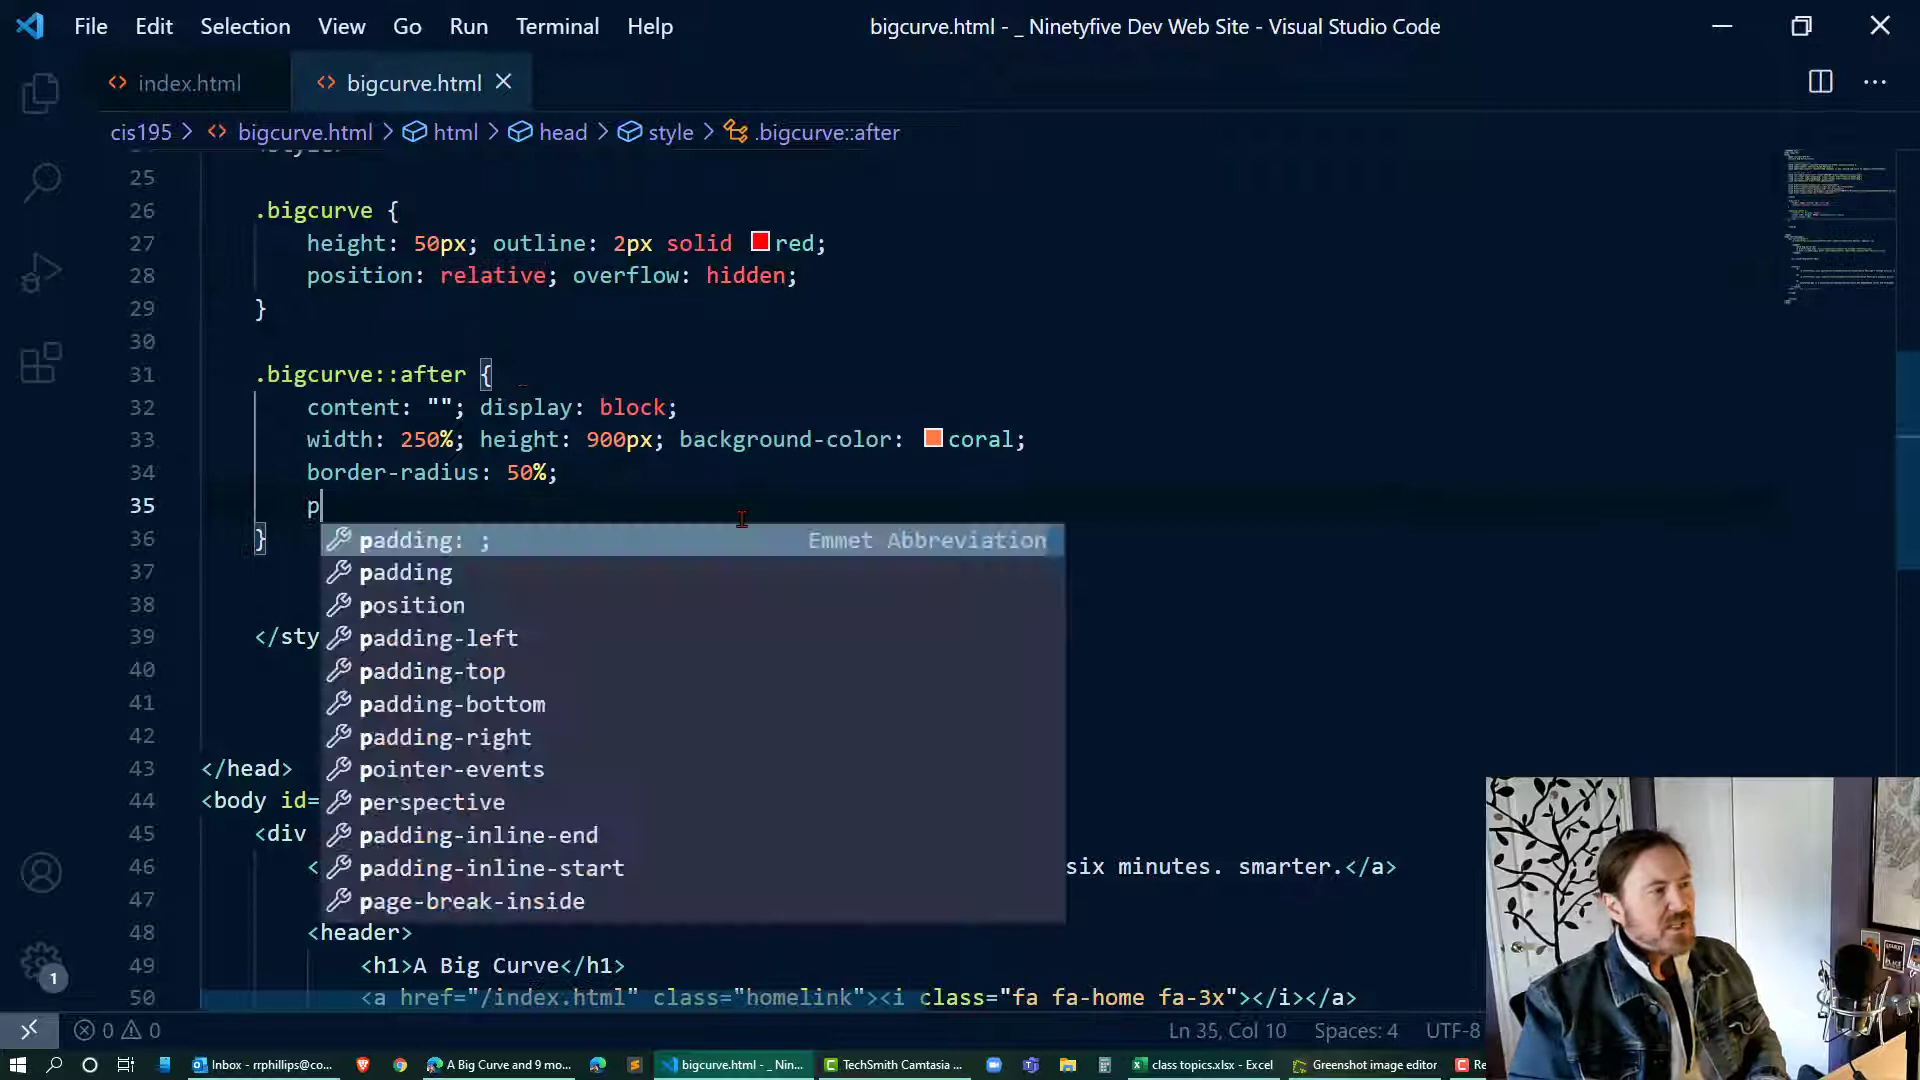 File Edit Selection View Go Run Terminal Help
bigcurve.html - _ Ninetyfive Dev Web Site - Visual Studio Code
index.html
bigcurve.html
cis195 > bigcurve.html > html > head > style > .bigcurve::after
25
26 .bigcurve {
27 height: 50px; outline: 2px solid red;
28 position: relative; overflow: hidden;
29 }
30
31 .bigcurve::after {
32 content: ""; display: block;
33 width: 250%; height: 900px; background-color: coral;
34 border-radius: 50%;
35 p
36 }
padding: ; Emmet Abbreviation
padding
position
padding-left
padding-top
padding-bottom
padding-right
pointer-events
perspective
padding-inline-end
padding-inline-start
page-break-inside
37
38
39 </sty
40
41
42
43 </head>
44 <body id=
45 <div
46 < six minutes. smarter.</a>
47
48 <header>
49 <h1>A Big Curve</h1>
50 <a href="/index.html" class="homelink"><i class="fa fa-home fa-3x"></i></a>
1
0 0
Ln 35, Col 10 Spaces: 4 UTF-8
Inbox - rrphillips@co...
A Big Curve and 9 mo...
bigcurve.html - _ Nin...
TechSmith Camtasia ...
class topics.xlsx - Excel
Greenshot image editor
Re